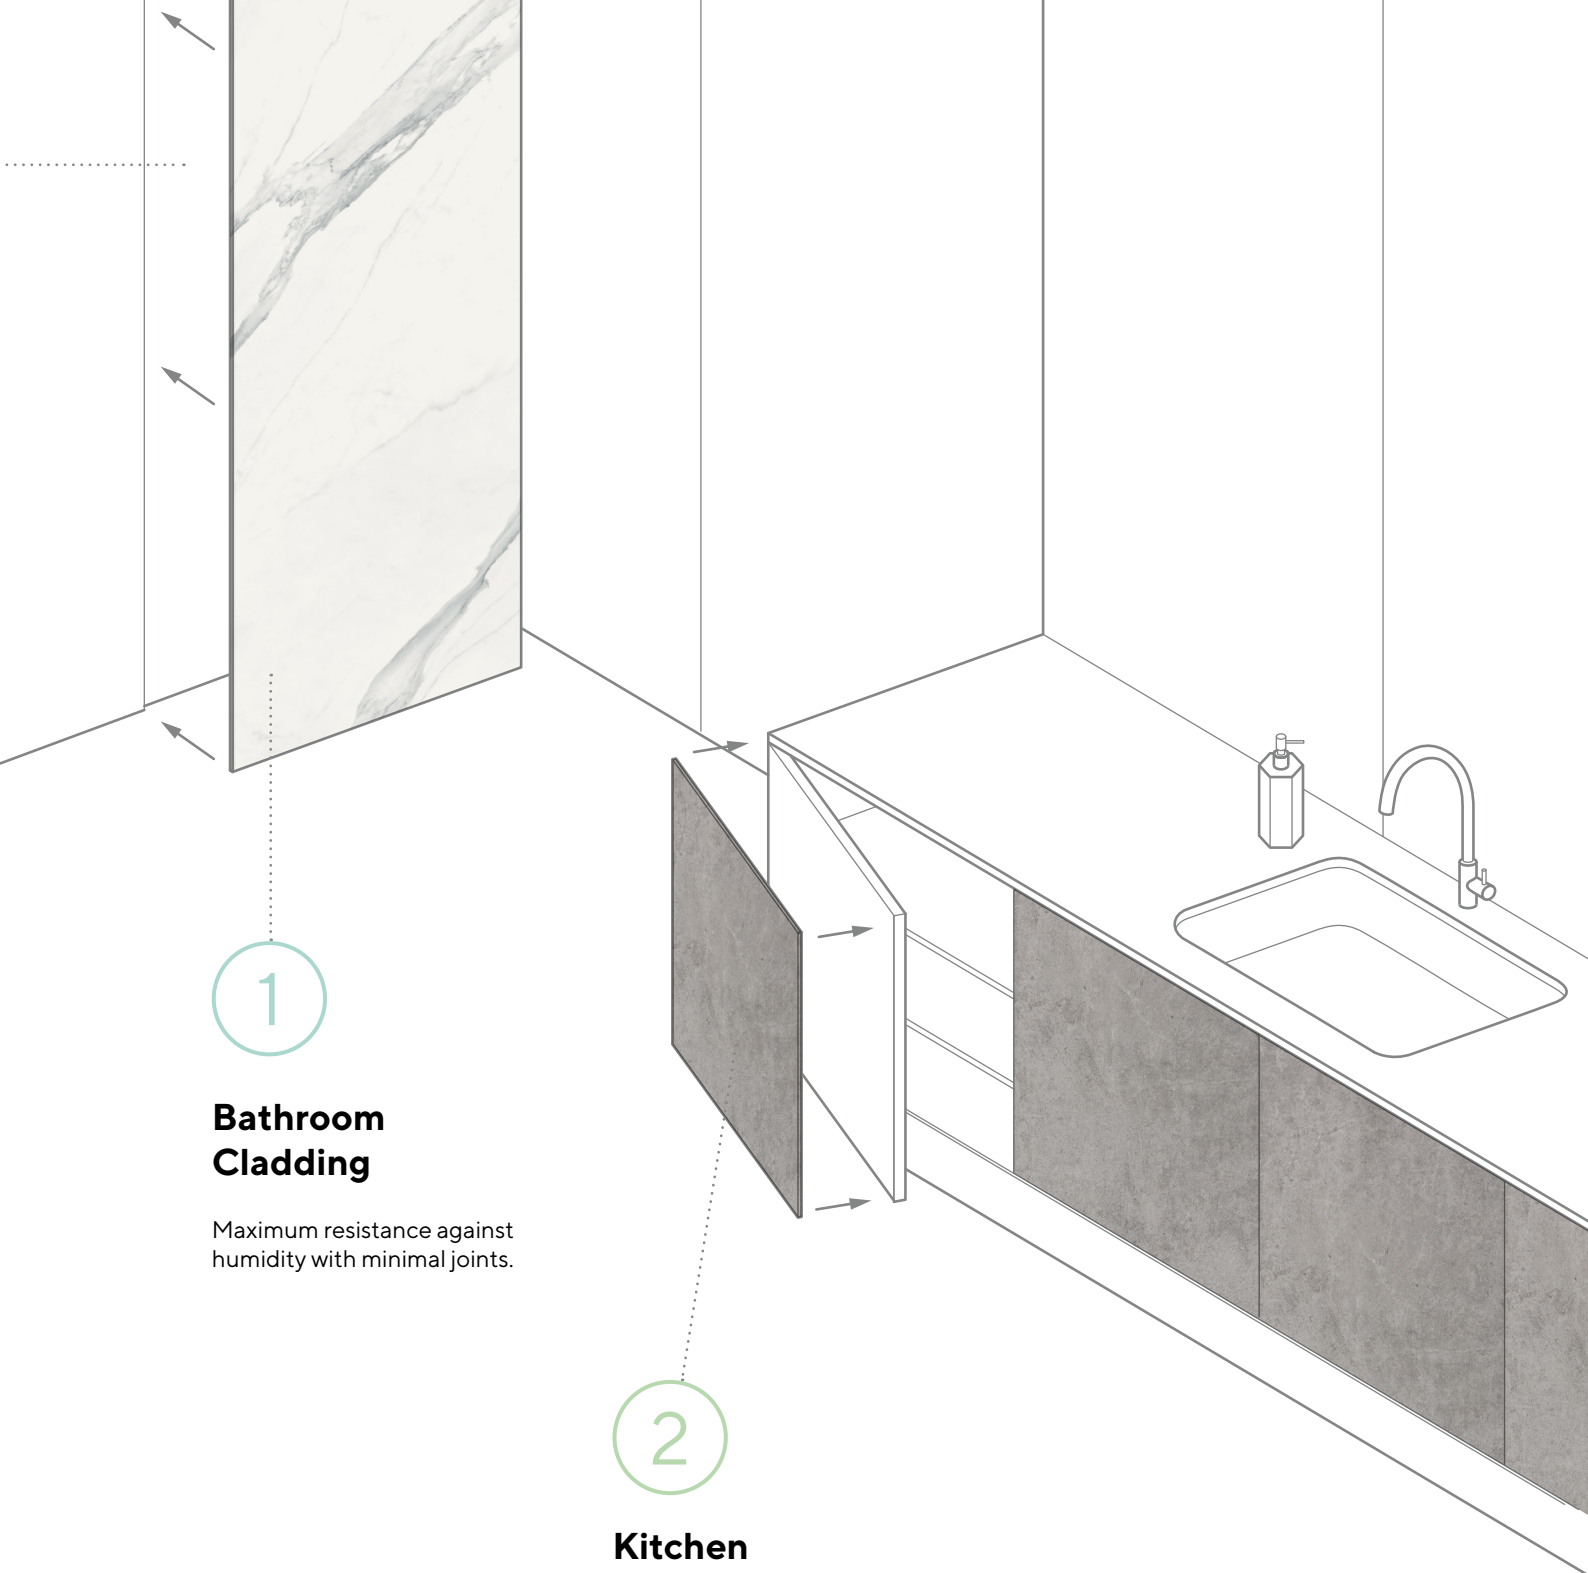 1
Bathroom
Cladding
Maximum resistance against
humidity with minimal joints.
2
Kitchen